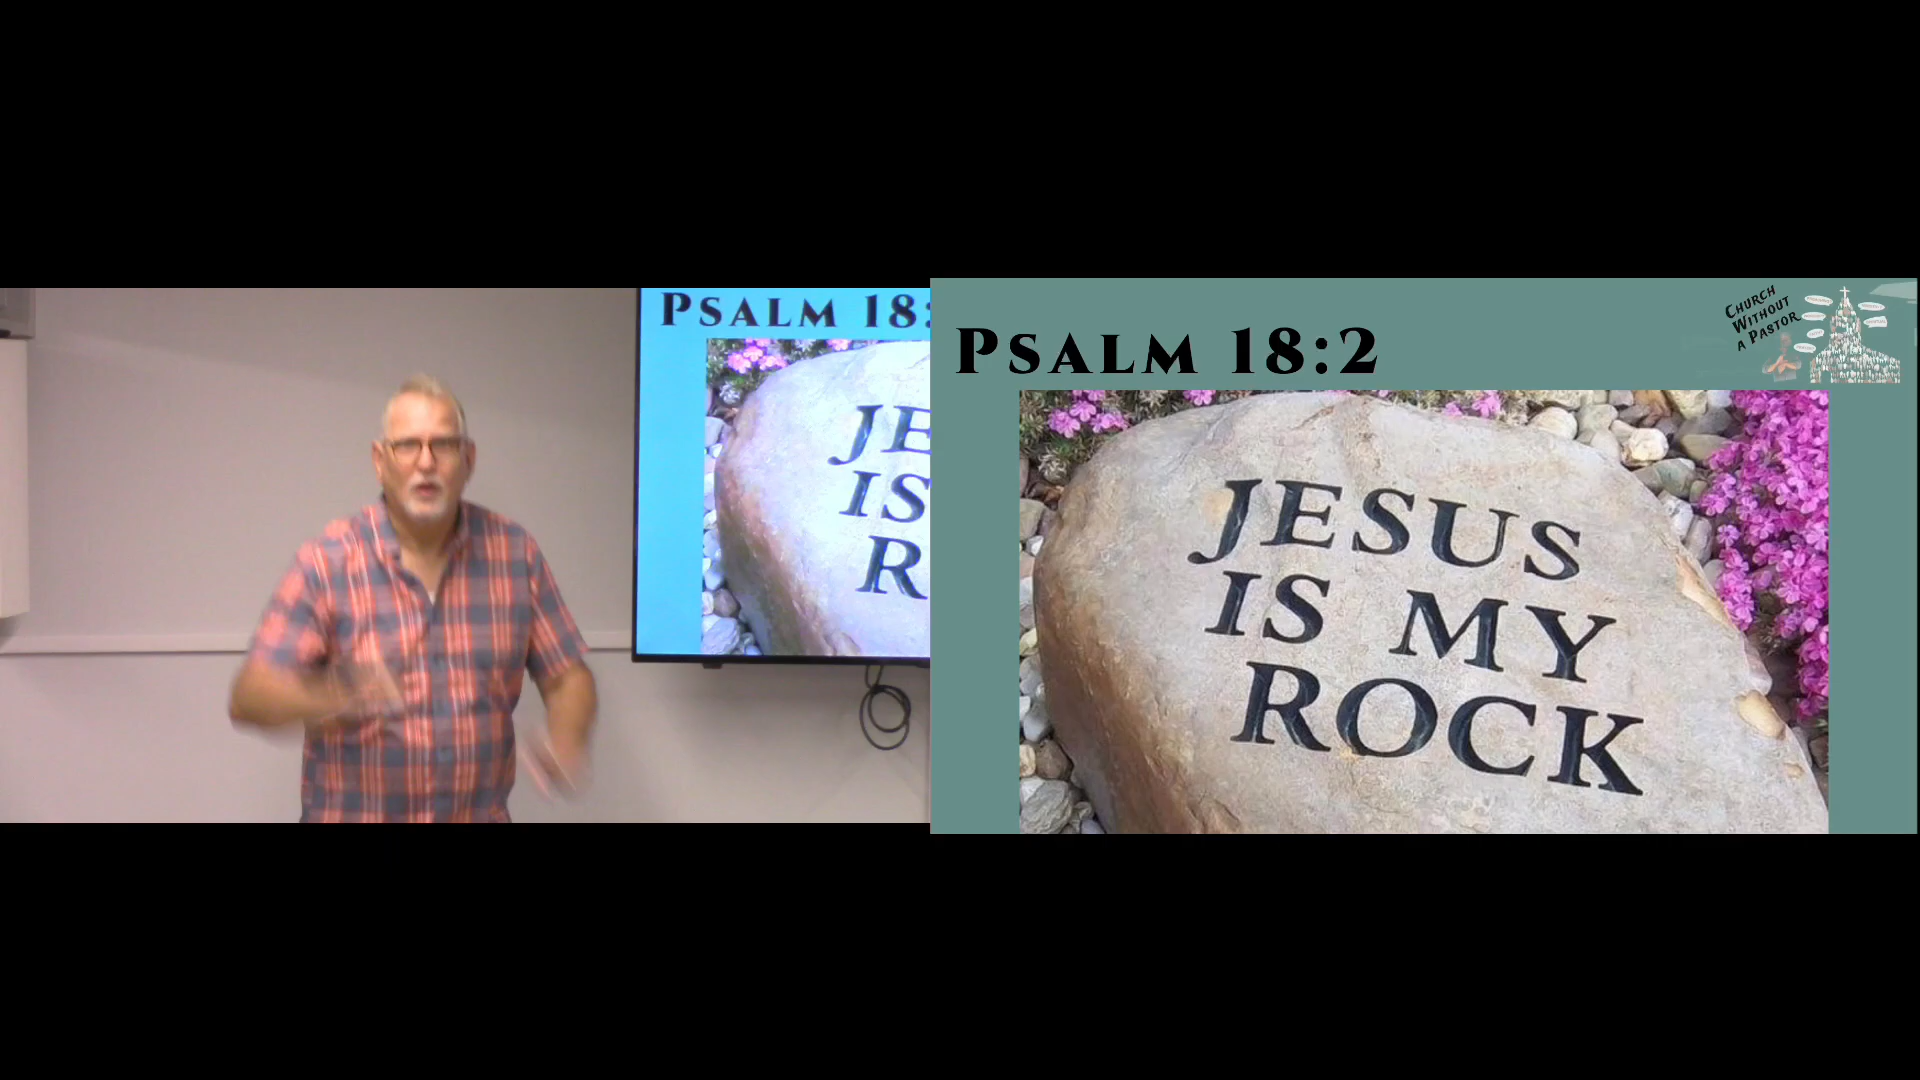 PSALM 18:
JE
IS
R
PSALM 18:2
CHURCH
WITHOUT
A PASTOR
JESUS
IS MY
ROCK